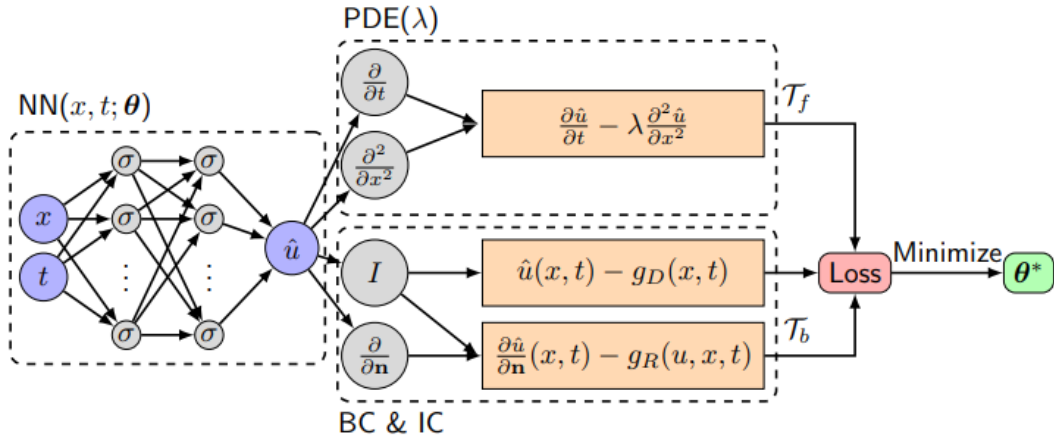 PDE(λ)
NN(x, t; θ)
σ σ
σ σ
⋮ ⋮
σ σ
x
t
û
∂/∂t
∂²/∂x²
∂û/∂t − λ ∂²û/∂x²
𝒯_f
I
û(x, t) − g_D(x, t)
∂/∂n
∂û/∂n(x, t) − g_R(u, x, t)
𝒯_b
Loss
Minimize
θ*
BC & IC